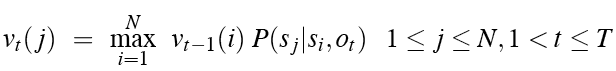 v_t(j) = \max_{i=1}^{N} v_{t−1}(i) P(s_j|s_i,o_t) 1 ≤ j ≤ N, 1 < t ≤ T